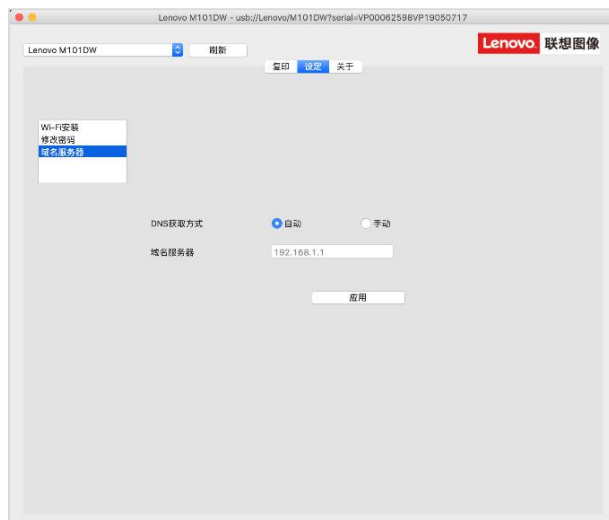 Lenovo M101DW - usb://Lenovo/M101DW?serial=VP00062598VP19050717
Lenovo M101DW
刷新
Lenovo. 联想图像
复印 设定 关于
Wi-Fi安装
修改密码
域名服务器
DNS获取方式 自动 手动
域名服务器 192.168.1.1
应用